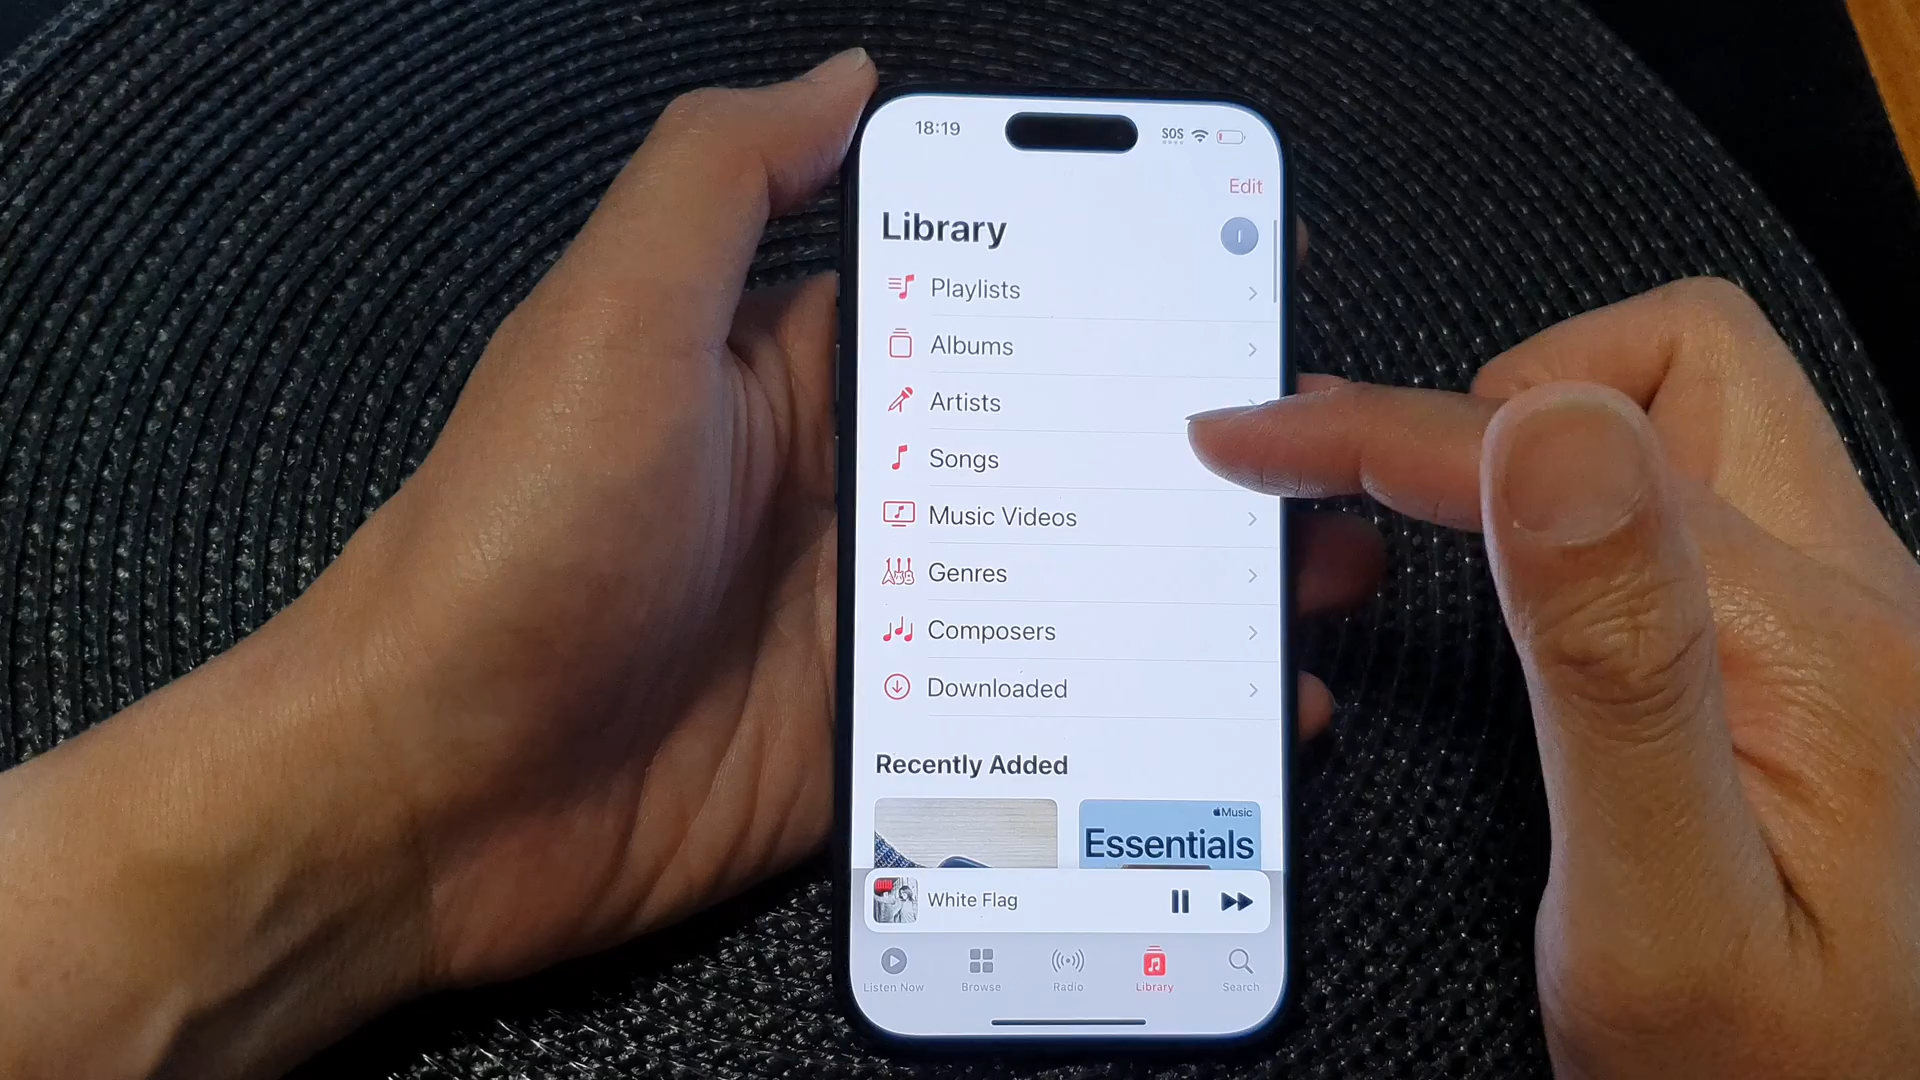 18:19
SOS
Edit
Library
I
Playlists
Albums
Artists
Songs
Music Videos
Genres
Composers
Downloaded
Recently Added
Music
Essentials
White Flag
Listen Now
Browse
Radio
Library
Search